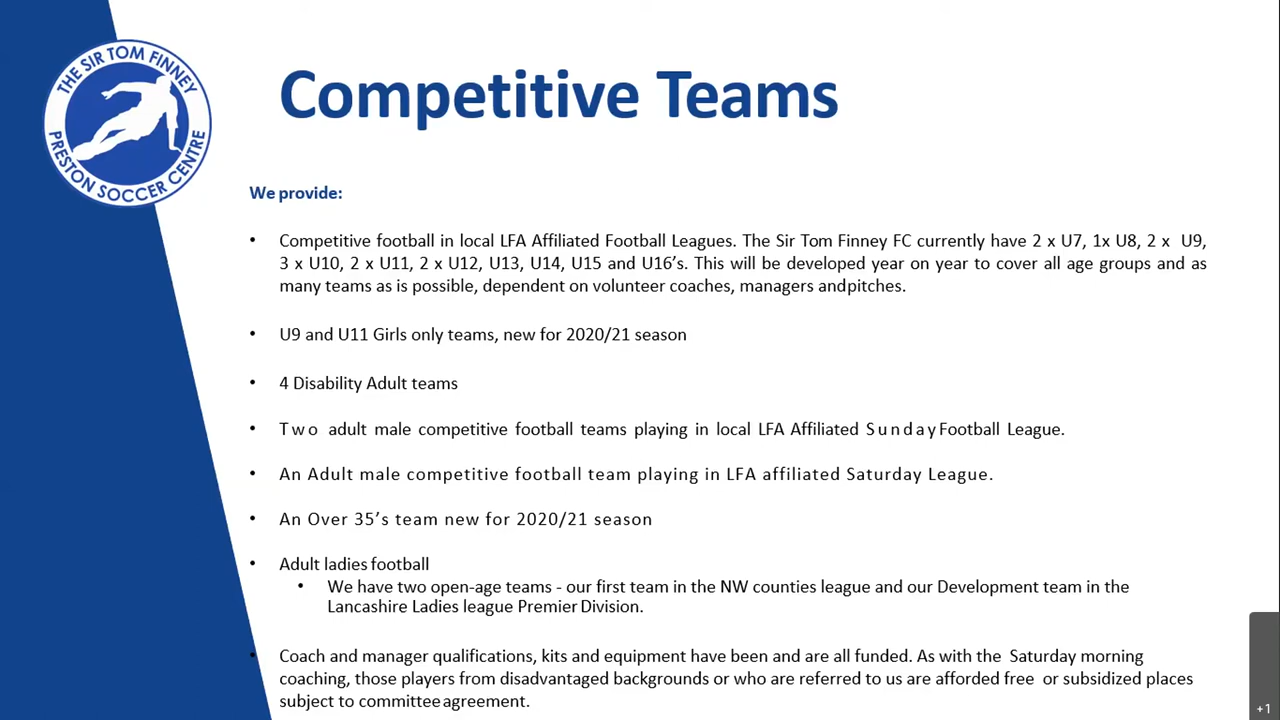 THE SIR TOM FINNEY
PRESTON SOCCER CENTRE
Competitive Teams
We provide:
• Competitive football in local LFA Affiliated Football Leagues. The Sir Tom Finney FC currently have 2 x U7, 1x U8, 2 x U9,
3 x U10, 2 x U11, 2 x U12, U13, U14, U15 and U16’s. This will be developed year on year to cover all age groups and as
many teams as is possible, dependent on volunteer coaches, managers andpitches.
• U9 and U11 Girls only teams, new for 2020/21 season
• 4 Disability Adult teams
• Two adult male competitive football teams playing in local LFA Affiliated Sunday Football League.
• An Adult male competitive football team playing in LFA affiliated Saturday League.
• An Over 35’s team new for 2020/21 season
• Adult ladies football
• We have two open-age teams - our first team in the NW counties league and our Development team in the
Lancashire Ladies league Premier Division.
• Coach and manager qualifications, kits and equipment have been and are all funded. As with the Saturday morning
coaching, those players from disadvantaged backgrounds or who are referred to us are afforded free or subsidized places
subject to committee agreement.
+1